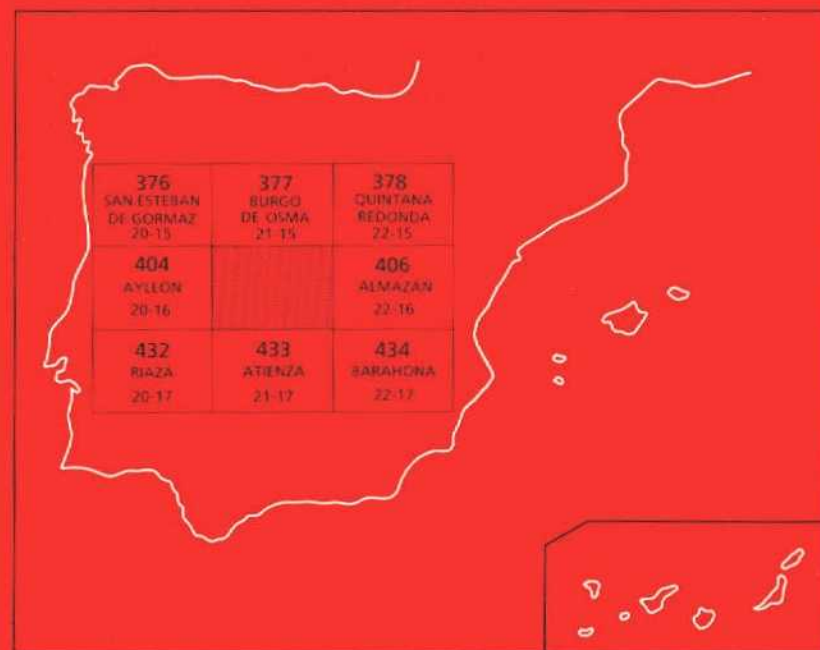 376
SAN ESTEBAN
DE GORMAZ
20-15
377
BURGO
DE OSMA
21-15
378
QUINTANA
REDONDA
22-15
404
AYLLON
20-16
406
ALMAZAN
22-16
432
RIAZA
20-17
433
ATIENZA
21-17
434
BARAHONA
22-17